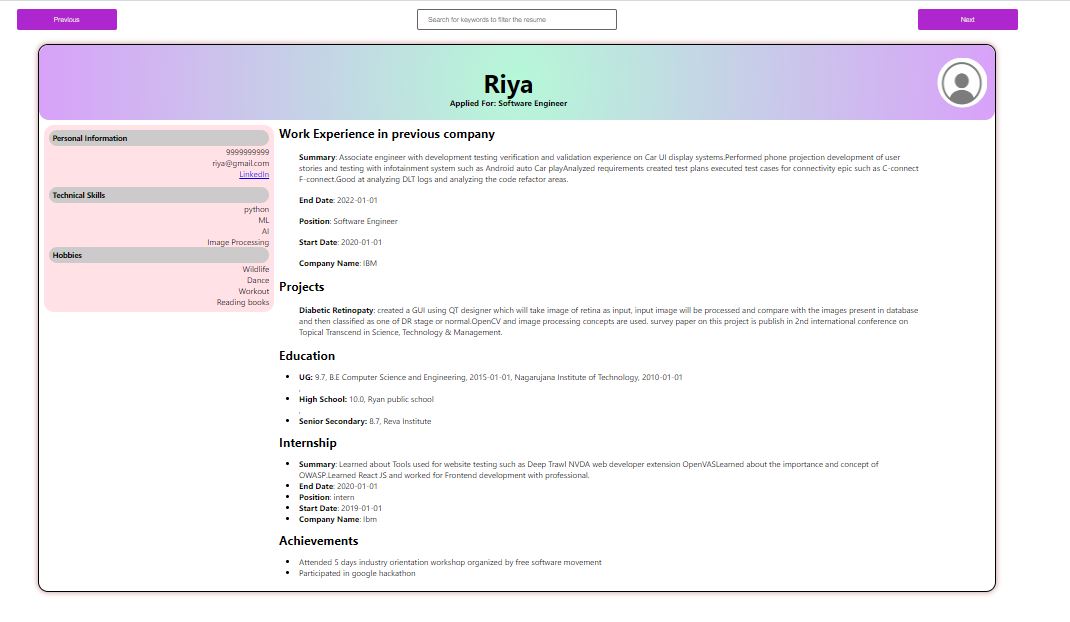 Previous
Search for keywords to filter the resume
Next
Riya
Applied For: Software Engineer
Personal Information
9999999999
riya@gmail.com
LinkedIn
Technical Skills
python
ML
AI
Image Processing
Hobbies
Wildlife
Dance
Workout
Reading books
Work Experience in previous company
Summary: Associate engineer with development testing verification and validation experience on Car UI display systems.Performed phone projection development of user
stories and testing with infotainment system such as Android auto Car playAnalyzed requirements created test plans executed test cases for connectivity epic such as C-connect
F-connect.Good at analyzing DLT logs and analyzing the code refactor areas.
End Date: 2022-01-01
Position: Software Engineer
Start Date: 2020-01-01
Company Name: IBM
Projects
Diabetic Retinopaty: created a GUI using QT designer which will take image of retina as input, input image will be processed and compare with the images present in database
and then classified as one of DR stage or normal.OpenCV and image processing concepts are used. survey paper on this project is publish in 2nd international conference on
Topical Transcend in Science, Technology & Management.
Education
• UG: 9.7, B.E Computer Science and Engineering, 2015-01-01, Nagarujana Institute of Technology, 2010-01-01
,
• High School: 10.0, Ryan public school
,
• Senior Secondary: 8.7, Reva Institute
Internship
• Summary: Learned about Tools used for website testing such as Deep Trawl NVDA web developer extension OpenVASLearned about the importance and concept of
OWASP.Learned React JS and worked for Frontend development with professional.
• End Date: 2020-01-01
• Position: intern
• Start Date: 2019-01-01
• Company Name: Ibm
Achievements
• Attended 5 days industry orientation workshop organized by free software movement
• Participated in google hackathon